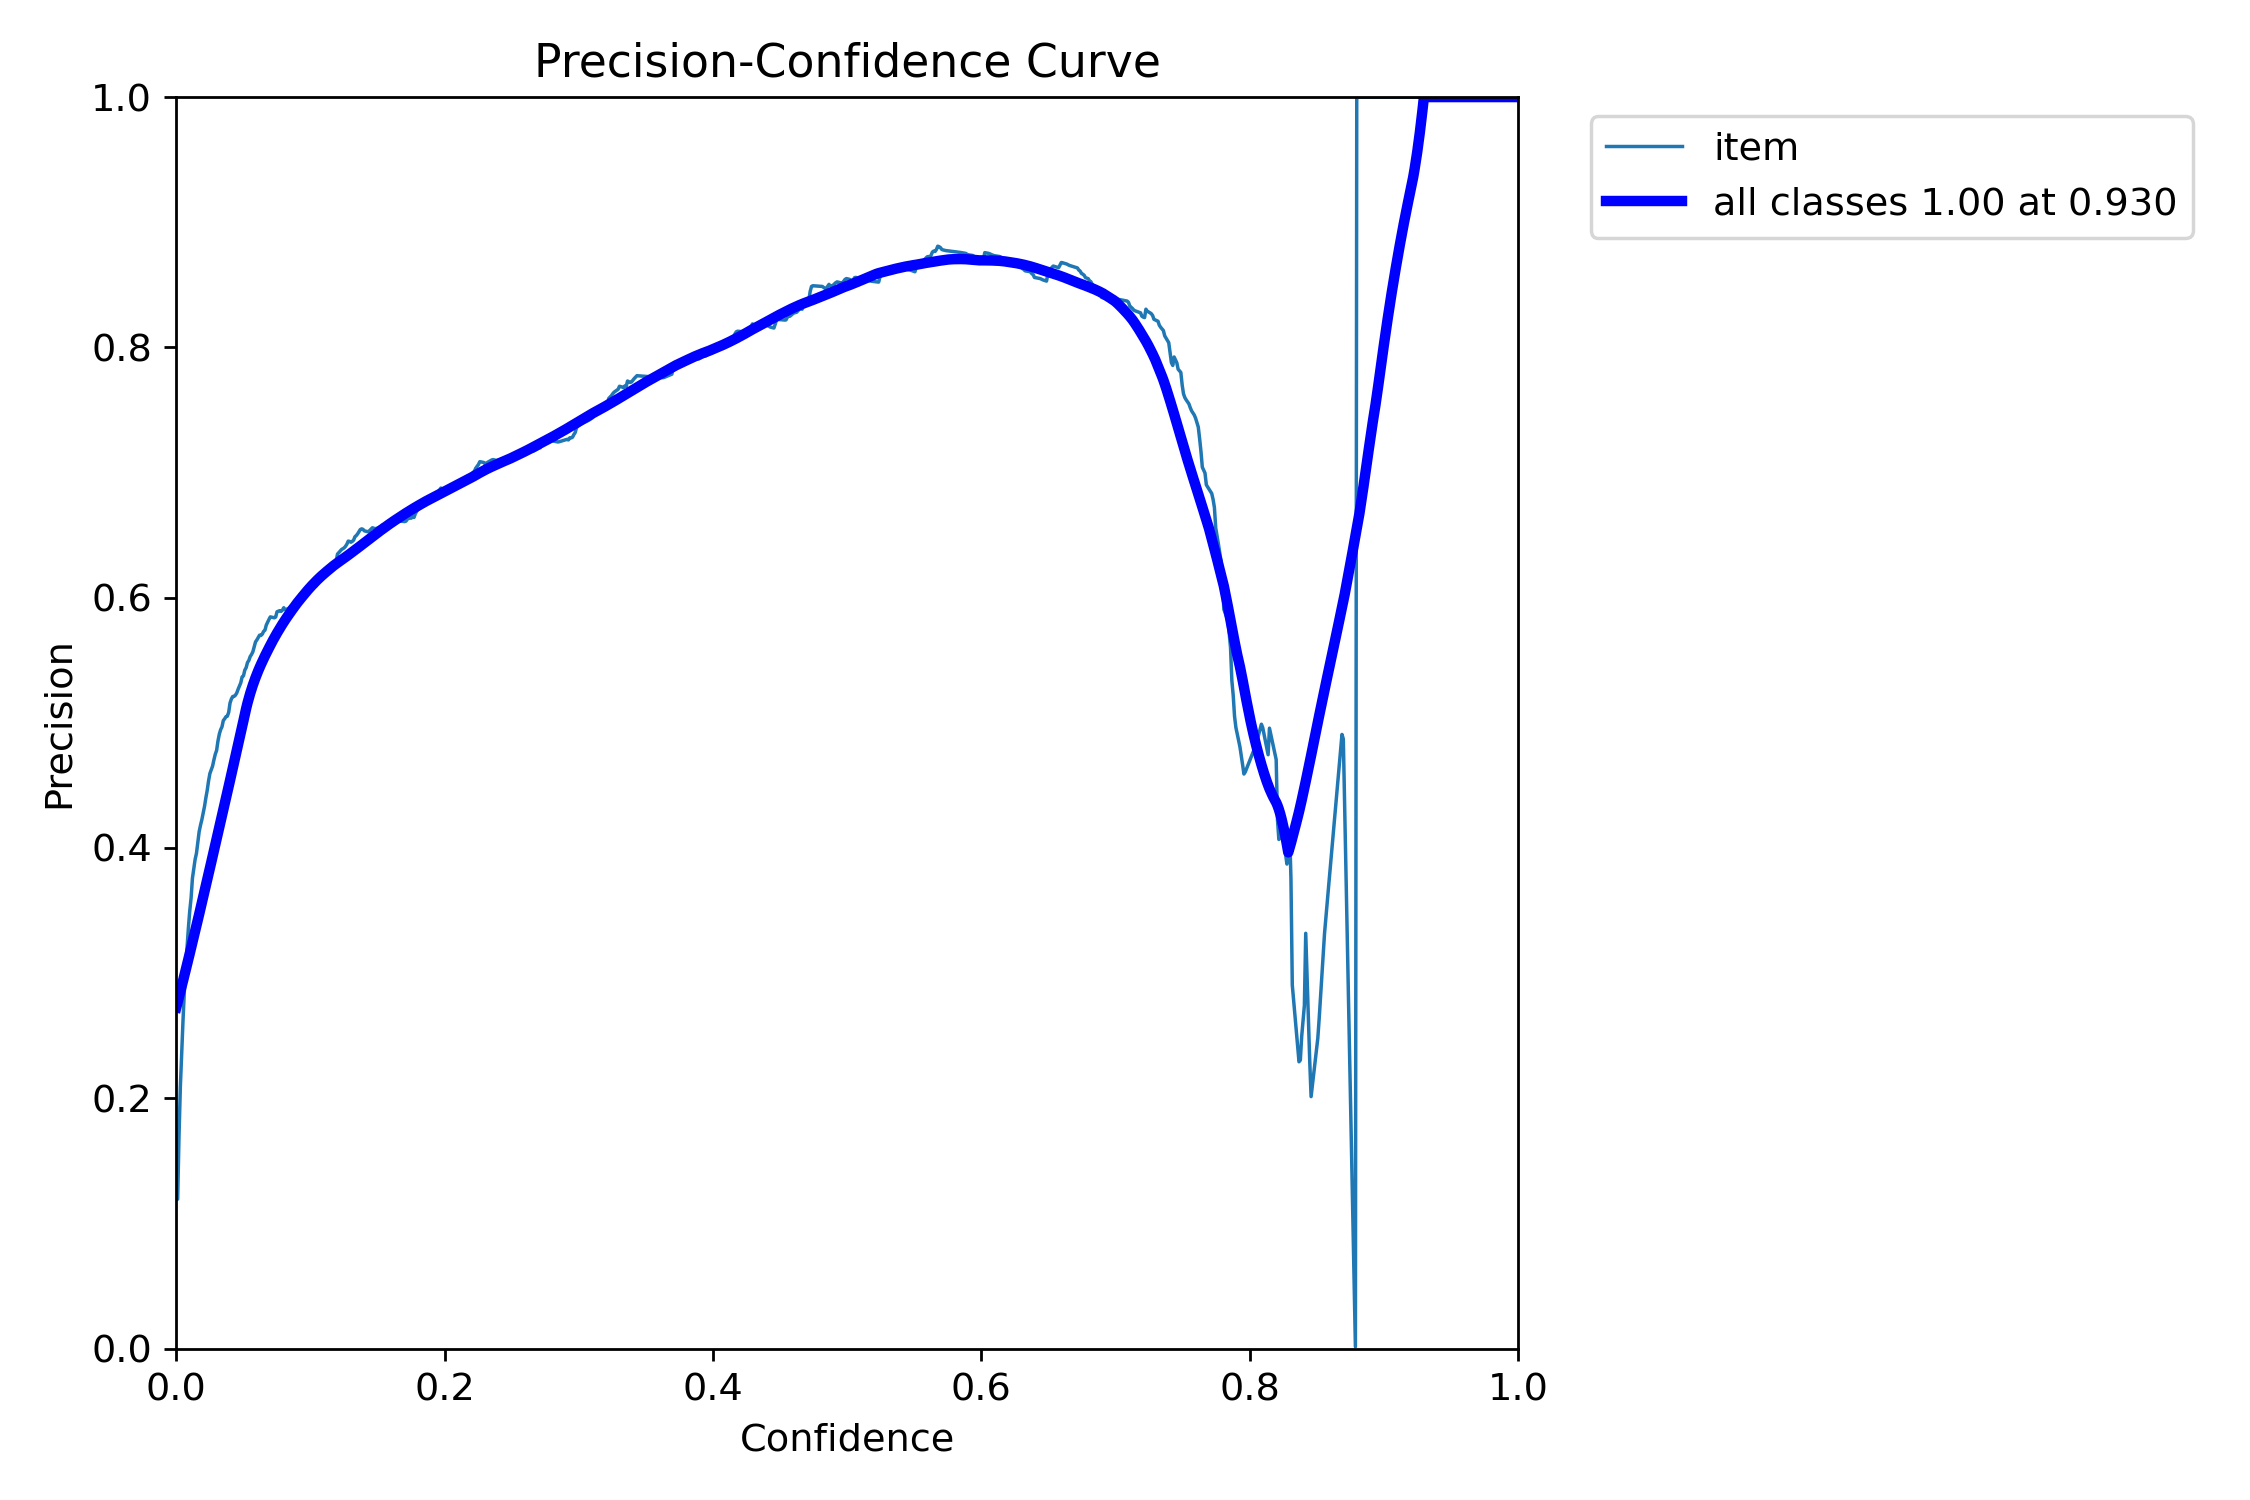 Precision-Confidence Curve
item
all classes 1.00 at 0.930
Precision
1.0
0.8
0.6
0.4
0.2
0.0
0.0 0.2 0.4 0.6 0.8 1.0
Confidence